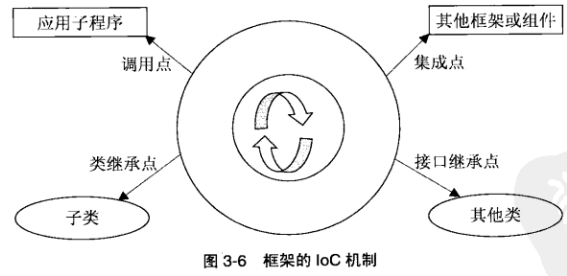 应用子程序
其他框架或组件
调用点
集成点
类继承点
接口继承点
子类
其他类
图 3-6 框架的 IoC 机制